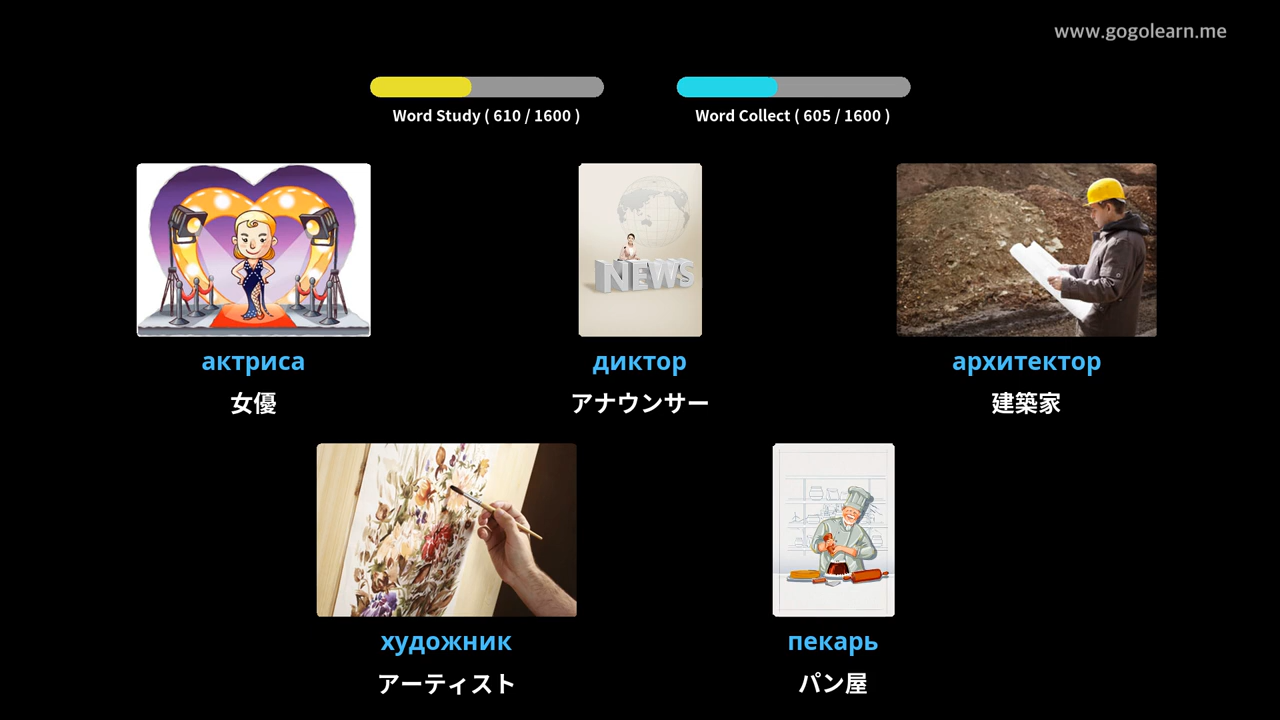 www.gogolearn.me
Word Study ( 610 / 1600 )
Word Collect ( 605 / 1600 )
NEWS
актриса
диктор
архитектор
女優
アナウンサー
建築家
художник
пекарь
アーティスト
パン屋